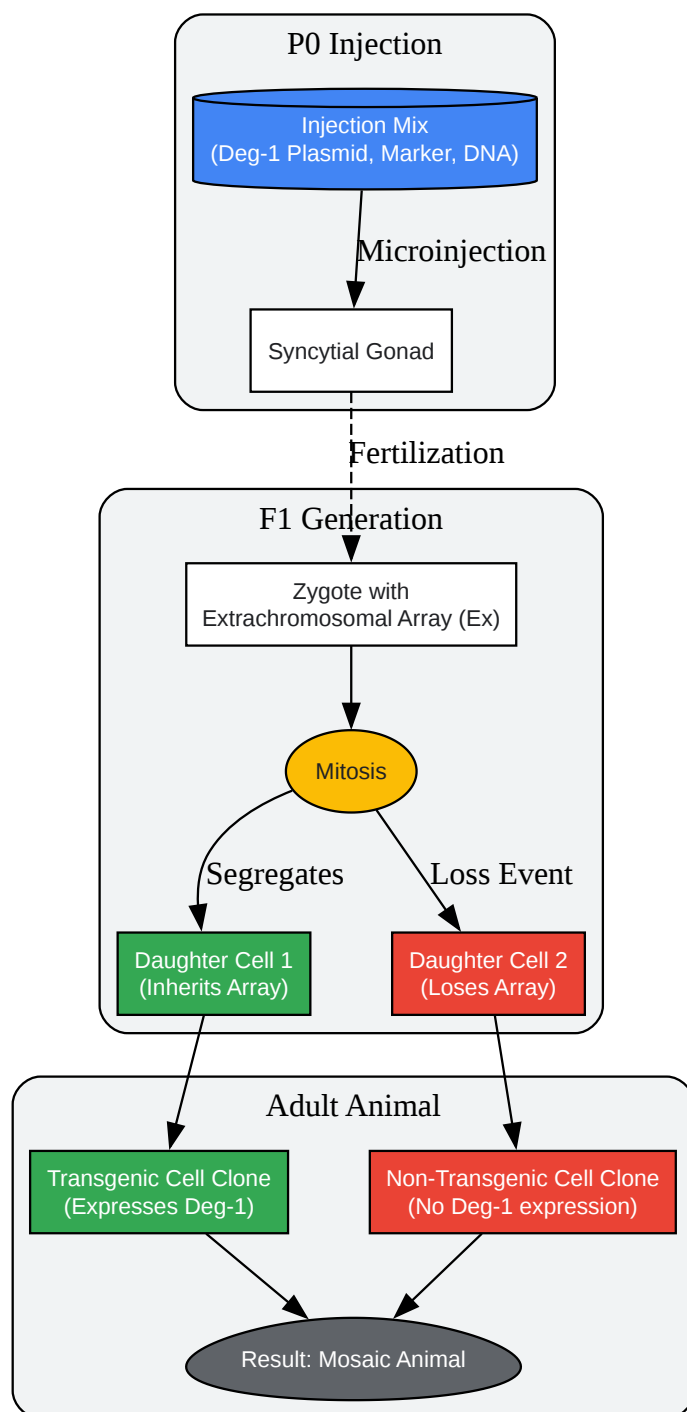 P0 Injection
Injection Mix
(Deg-1 Plasmid, Marker, DNA)
Microinjection
Syncytial Gonad
Fertilization
F1 Generation
Zygote with
Extrachromosomal Array (Ex)
Mitosis
Segregates
Loss Event
Daughter Cell 1
(Inherits Array)
Daughter Cell 2
(Loses Array)
Adult Animal
Transgenic Cell Clone
(Expresses Deg-1)
Non-Transgenic Cell Clone
(No Deg-1 expression)
Result: Mosaic Animal